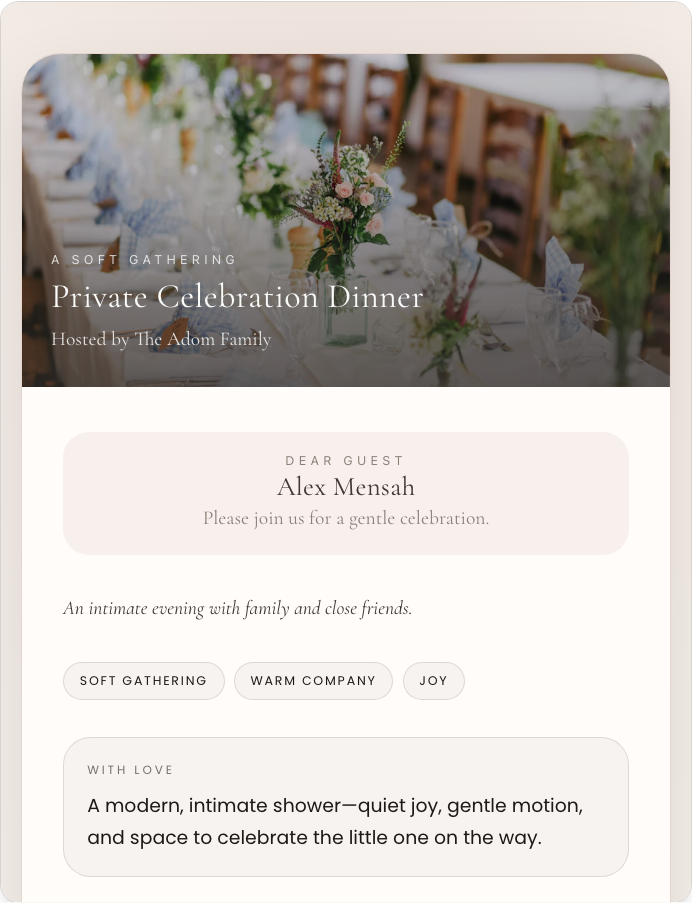 A SOFT GATHERING
Private Celebration Dinner
Hosted by The Adom Family
DEAR GUEST
Alex Mensah
Please join us for a gentle celebration.
An intimate evening with family and close friends.
SOFT GATHERING
WARM COMPANY
JOY
WITH LOVE
A modern, intimate shower—quiet joy, gentle motion,
and space to celebrate the little one on the way.